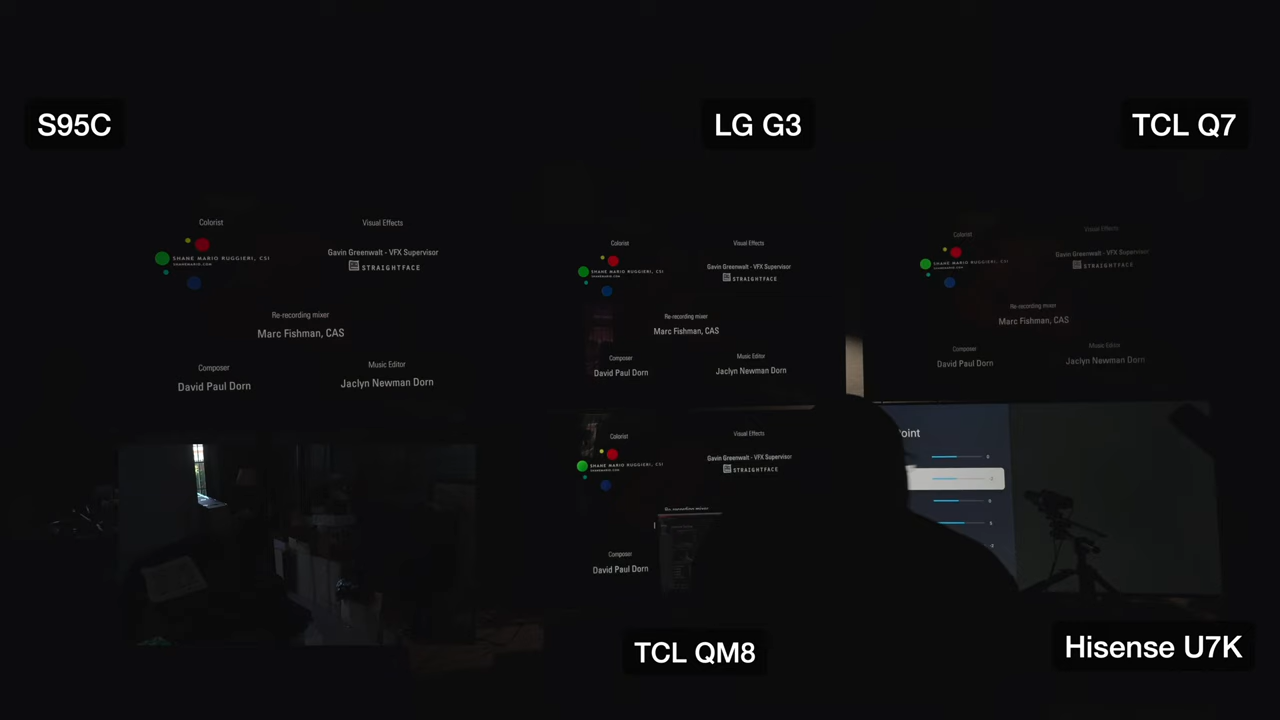 S95C
LG G3
TCL Q7
Colorist
Visual Effects
SHANE MARIO RUGGIERI, CSI
SHANEMARIO.COM
Gavin Greenwalt - VFX Supervisor
STRAIGHTFACE
Re-recording mixer
Marc Fishman, CAS
Composer
Music Editor
David Paul Dorn
Jaclyn Newman Dorn
Colorist
Visual Effects
SHANE MARIO RUGGIERI, CSI
Gavin Greenwalt - VFX Supervisor
STRAIGHTFACE
Re-recording mixer
Marc Fishman, CAS
Composer
Music Editor
David Paul Dorn
Jaclyn Newman Dorn
Colorist
Visual Effects
SHANE MARIO RUGGIERI, CSI
Gavin Greenwalt - VFX Supervisor
STRAIGHTFACE
Re-recording mixer
Marc Fishman, CAS
Composer
Music Editor
David Paul Dorn
Jaclyn Newman Dorn
Colorist
Visual Effects
SHANE MARIO RUGGIERI, CSI
Gavin Greenwalt - VFX Supervisor
STRAIGHTFACE
Re-recording mixer
Composer
David Paul Dorn
oint
TCL QM8
Hisense U7K